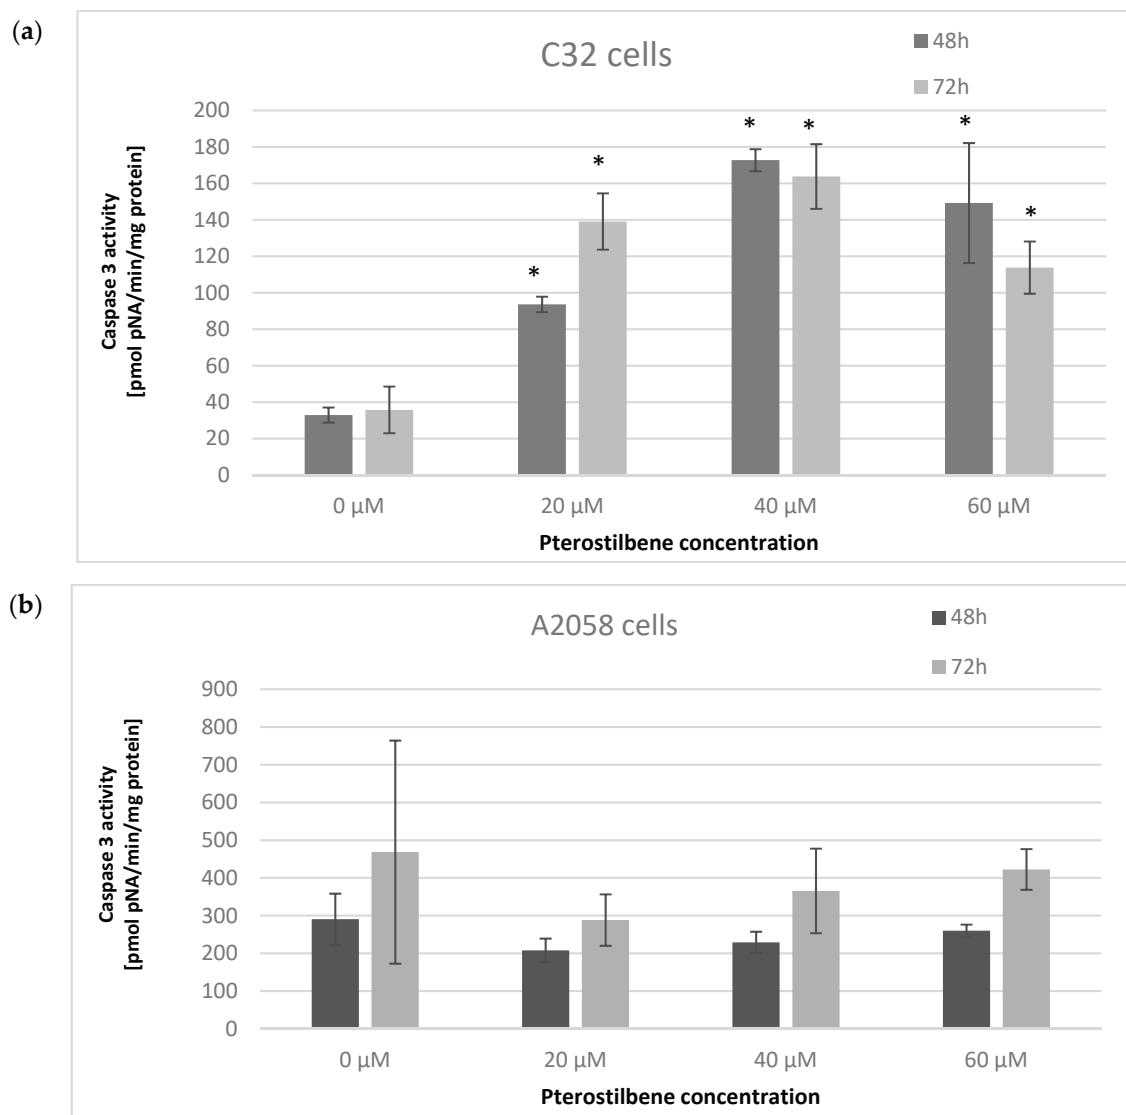 (a)
C32 cells
48h
72h
Caspase 3 activity
[pmol pNA/min/mg protein]
200
180
160
140
120
100
80
60
40
20
0
* * * * * *
0 µM 20 µM 40 µM 60 µM
Pterostilbene concentration
(b)
A2058 cells
48h
72h
Caspase 3 activity
[pmol pNA/min/mg protein]
900
800
700
600
500
400
300
200
100
0
0 µM 20 µM 40 µM 60 µM
Pterostilbene concentration